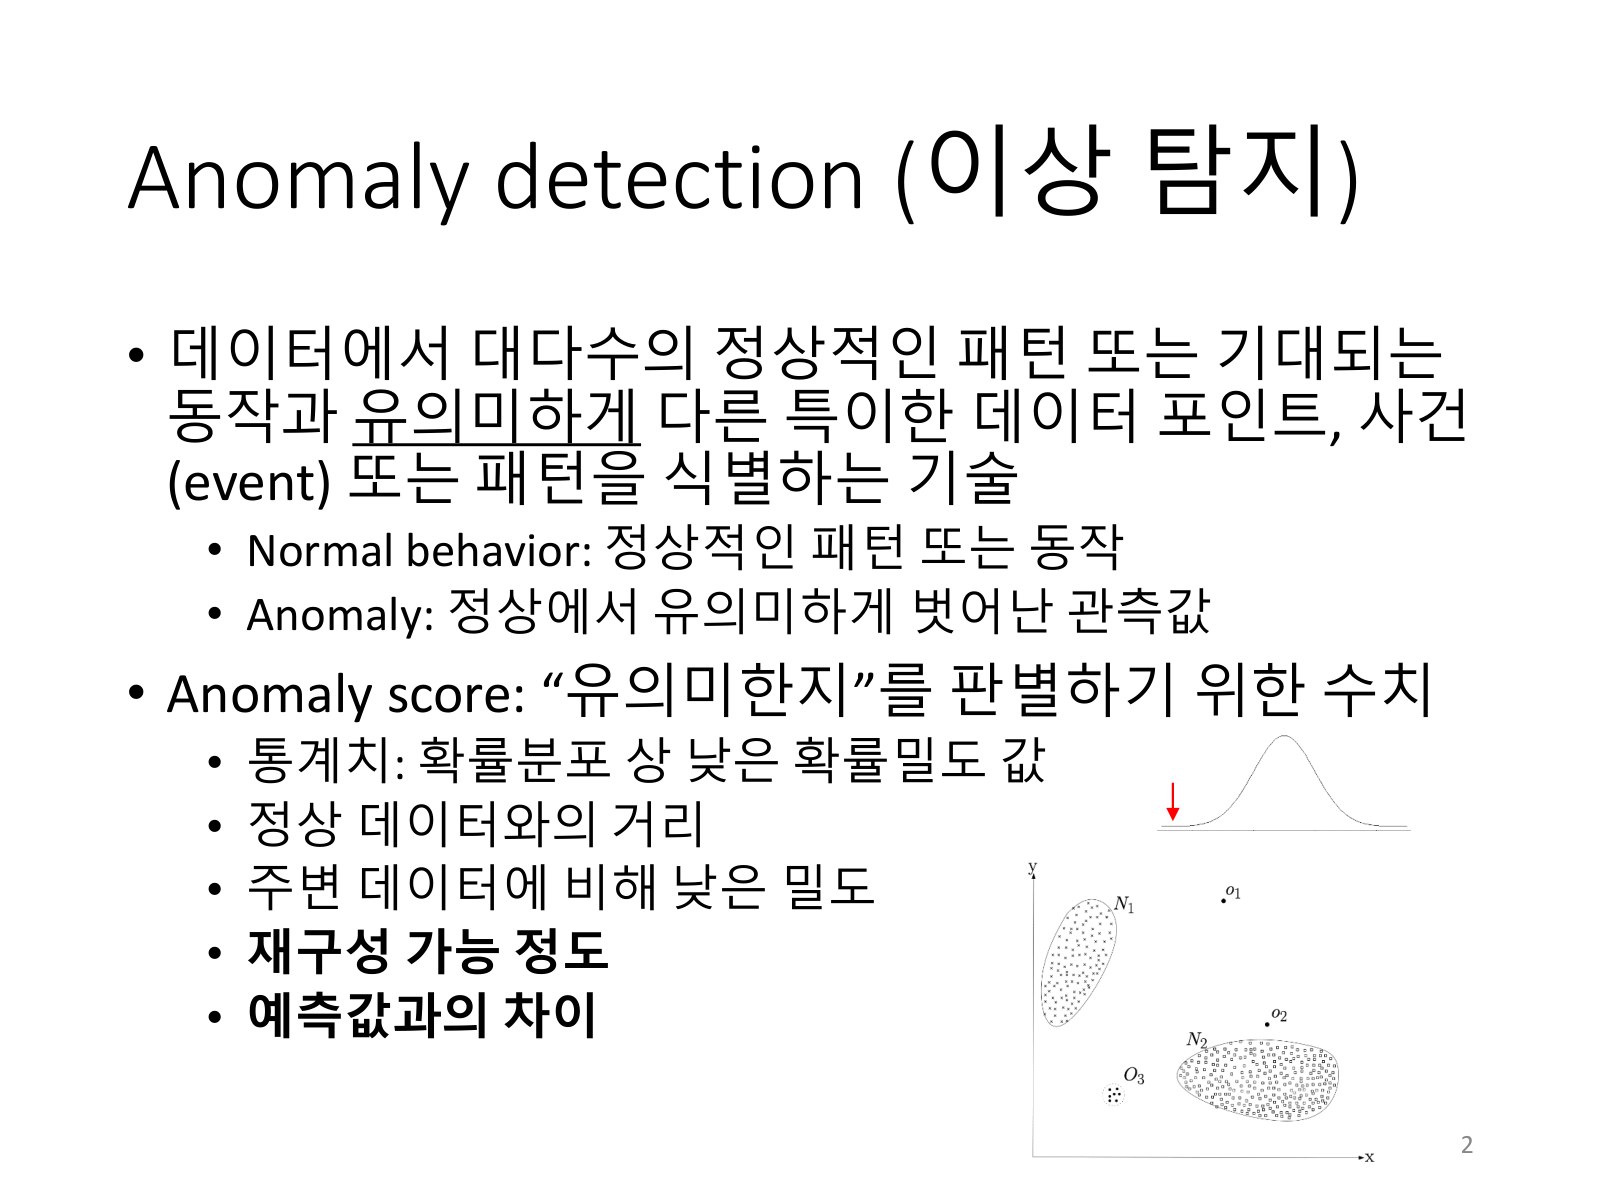 Anomaly detection (이상 탐지)
• 데이터에서 대다수의 정상적인 패턴 또는 기대되는
동작과 유의미하게 다른 특이한 데이터 포인트, 사건
(event) 또는 패턴을 식별하는 기술
• Normal behavior: 정상적인 패턴 또는 동작
• Anomaly: 정상에서 유의미하게 벗어난 관측값
• Anomaly score: “유의미한지”를 판별하기 위한 수치
• 통계치: 확률분포 상 낮은 확률밀도 값
• 정상 데이터와의 거리
• 주변 데이터에 비해 낮은 밀도
• 재구성 가능 정도
• 예측값과의 차이
y
N1
o1
o2
N2
O3
x
2